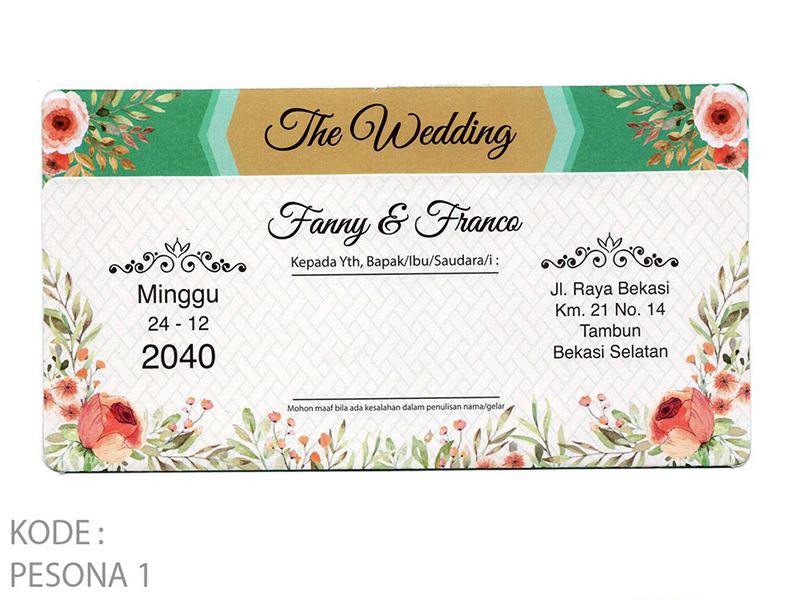 The Wedding
Fanny & Franco
Kepada Yth, Bapak/Ibu/Saudara/i :
Minggu
24 - 12
2040
Jl. Raya Bekasi
Km. 21 No. 14
Tambun
Bekasi Selatan
Mohon maaf bila ada kesalahan dalam penulisan nama/gelar
KODE :
PESONA 1